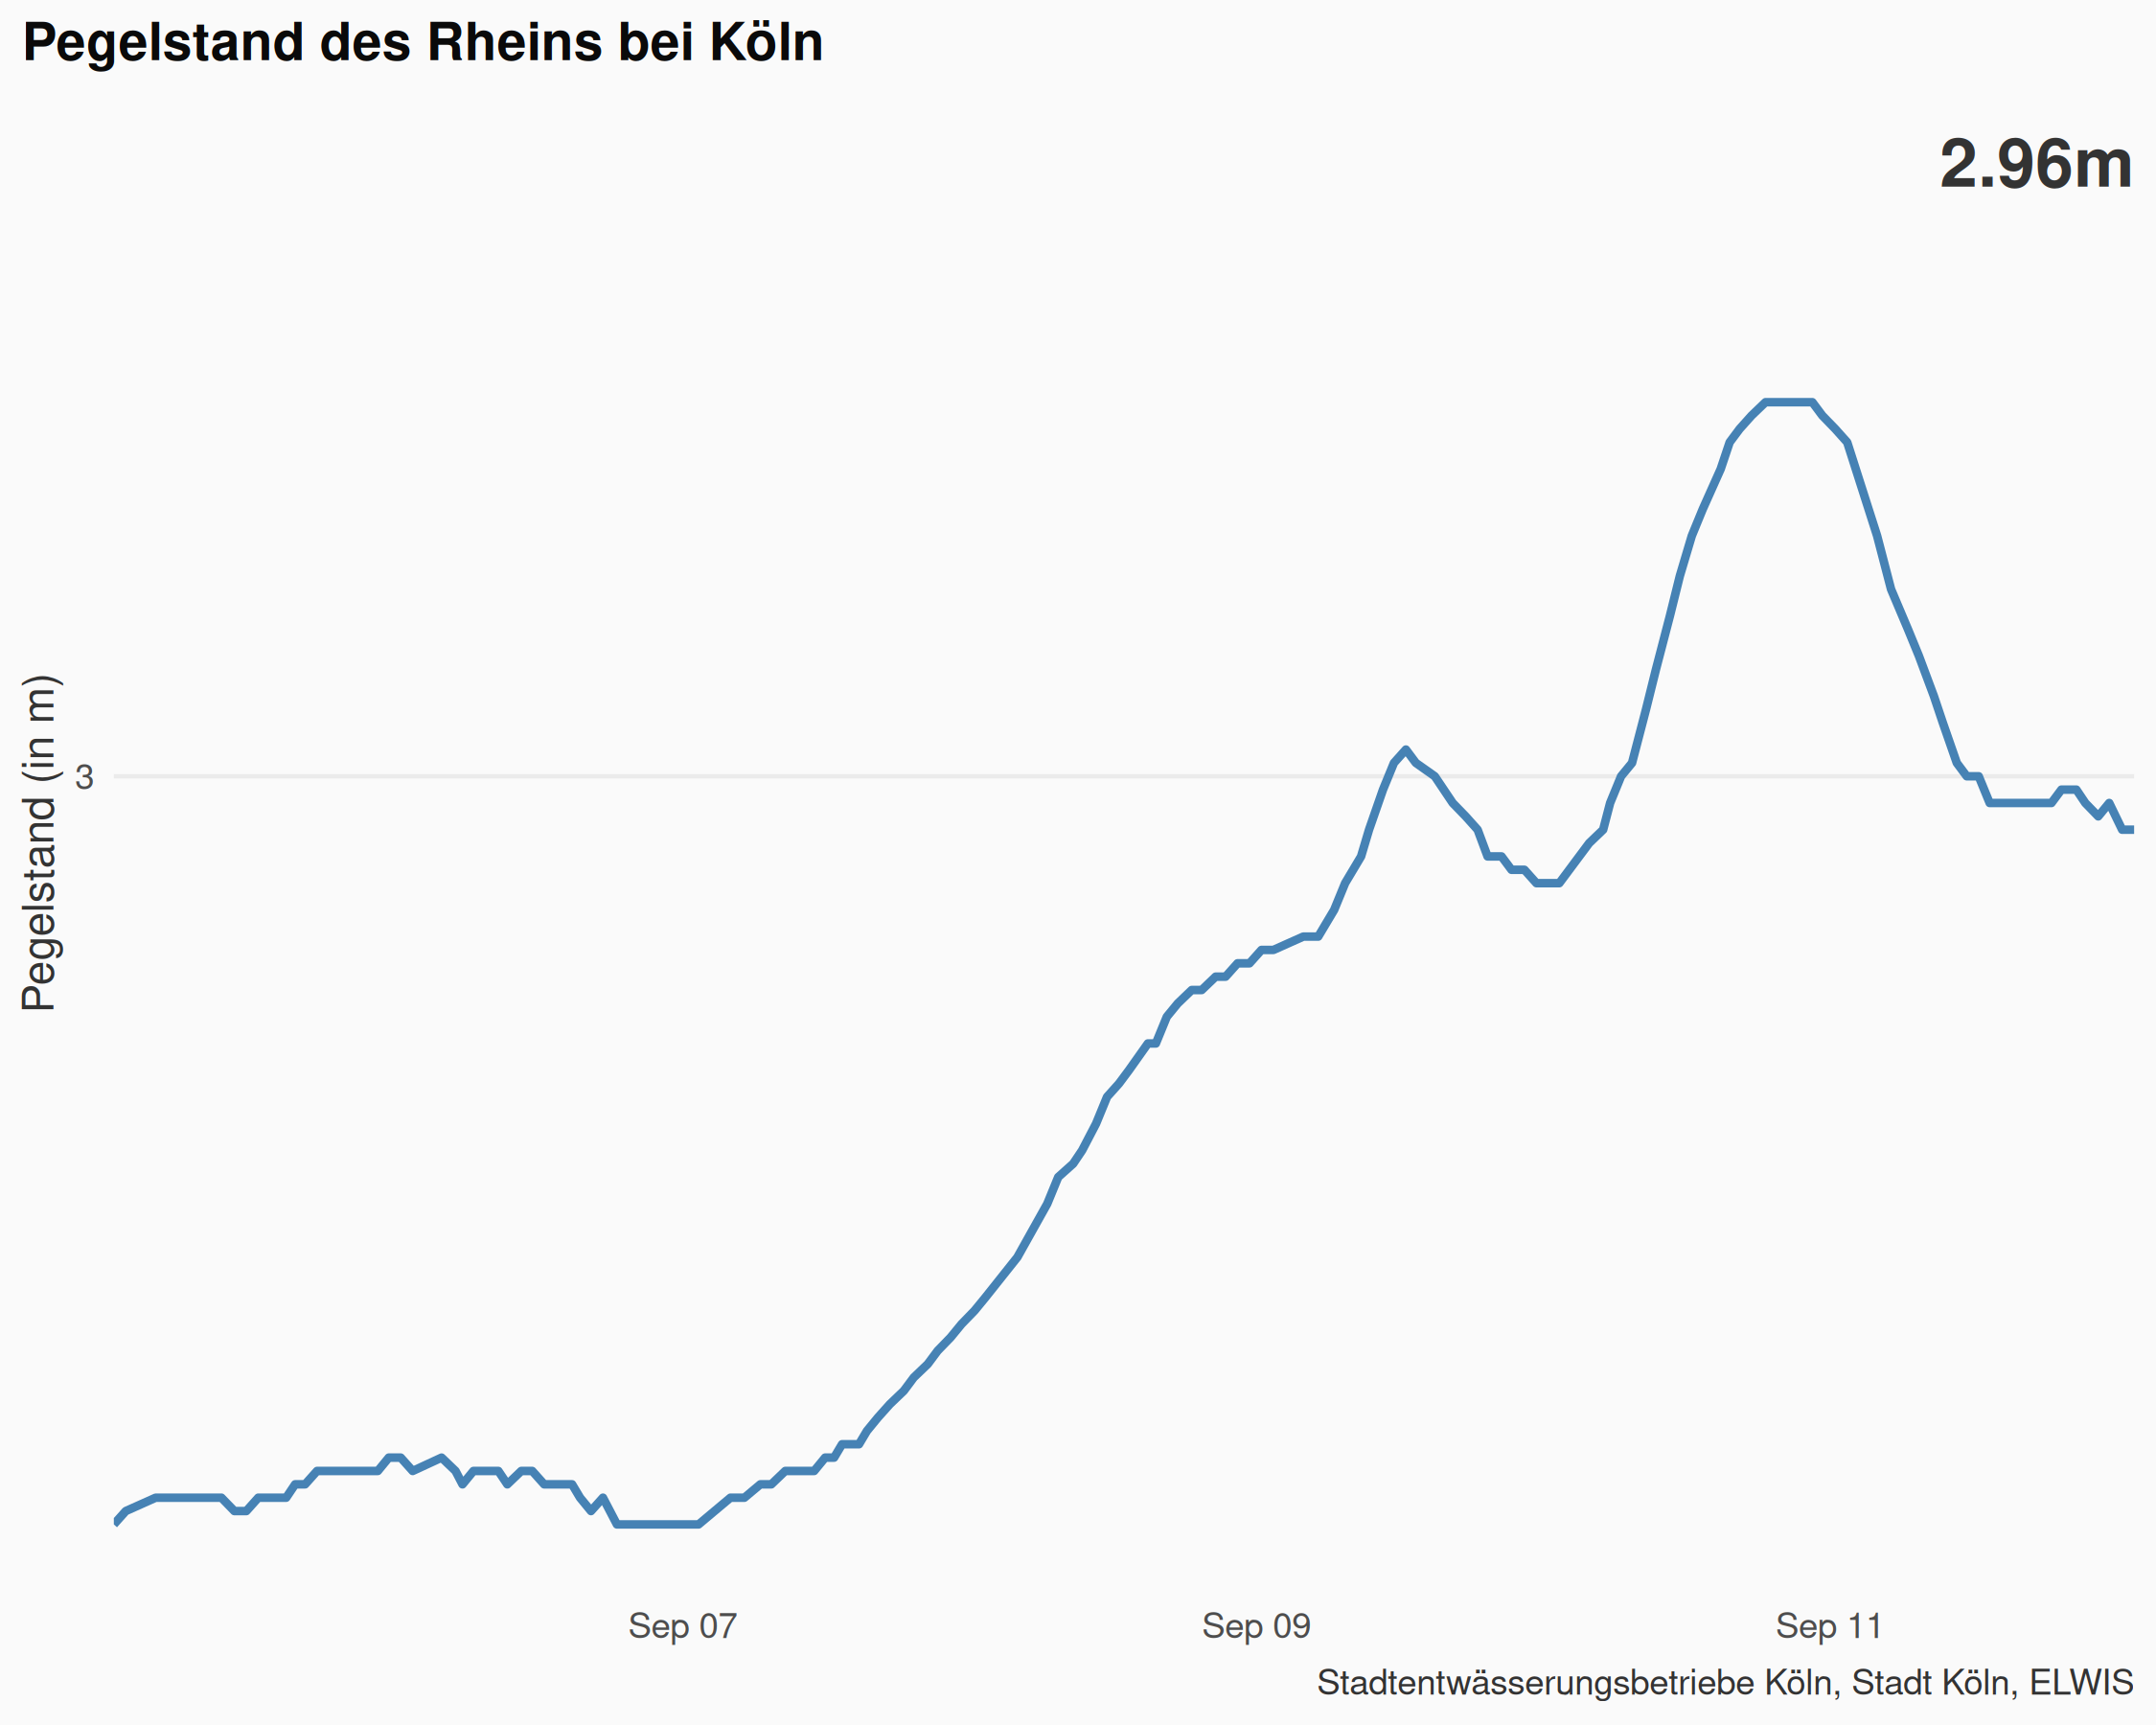 Pegelstand des Rheins bei Köln
2.96m
Pegelstand (in m)
3
Sep 07
Sep 09
Sep 11
Stadtentwässerungsbetriebe Köln, Stadt Köln, ELWIS